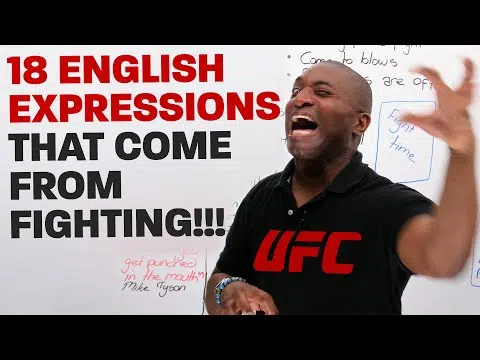 18 ENGLISH
EXPRESSIONS
THAT COME
FROM
FIGHTING!!!
Come to blows
are off
Fight
time
UFC
get punched
in the mouth"
Mike Tyson